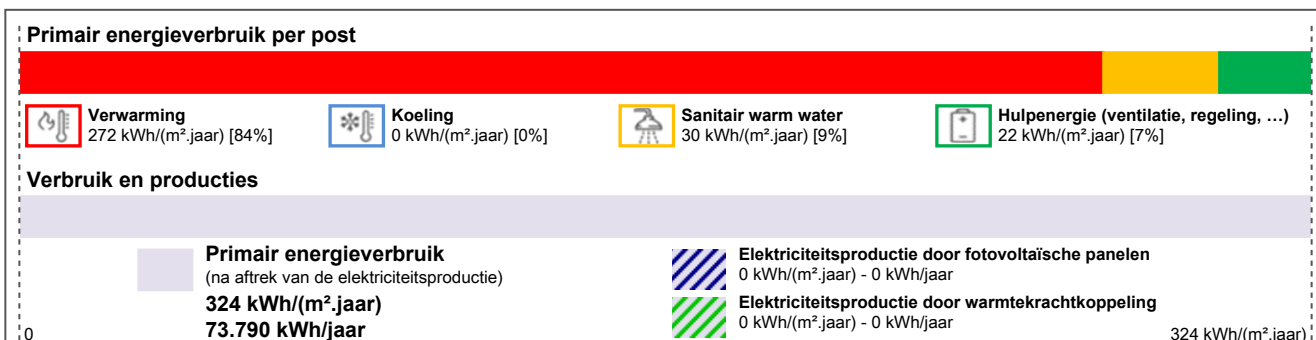 Primair energieverbruik per post
Verwarming
272 kWh/(m².jaar) [84%]
Koeling
0 kWh/(m².jaar) [0%]
Sanitair warm water
30 kWh/(m².jaar) [9%]
Hulpenergie (ventilatie, regeling, …)
22 kWh/(m².jaar) [7%]
Verbruik en producties
Primair energieverbruik
(na aftrek van de elektriciteitsproductie)
324 kWh/(m².jaar)
73.790 kWh/jaar
Elektriciteitsproductie door fotovoltaïsche panelen
0 kWh/(m².jaar) - 0 kWh/jaar
Elektriciteitsproductie door warmtekrachtkoppeling
0 kWh/(m².jaar) - 0 kWh/jaar
0
324 kWh/(m².jaar)